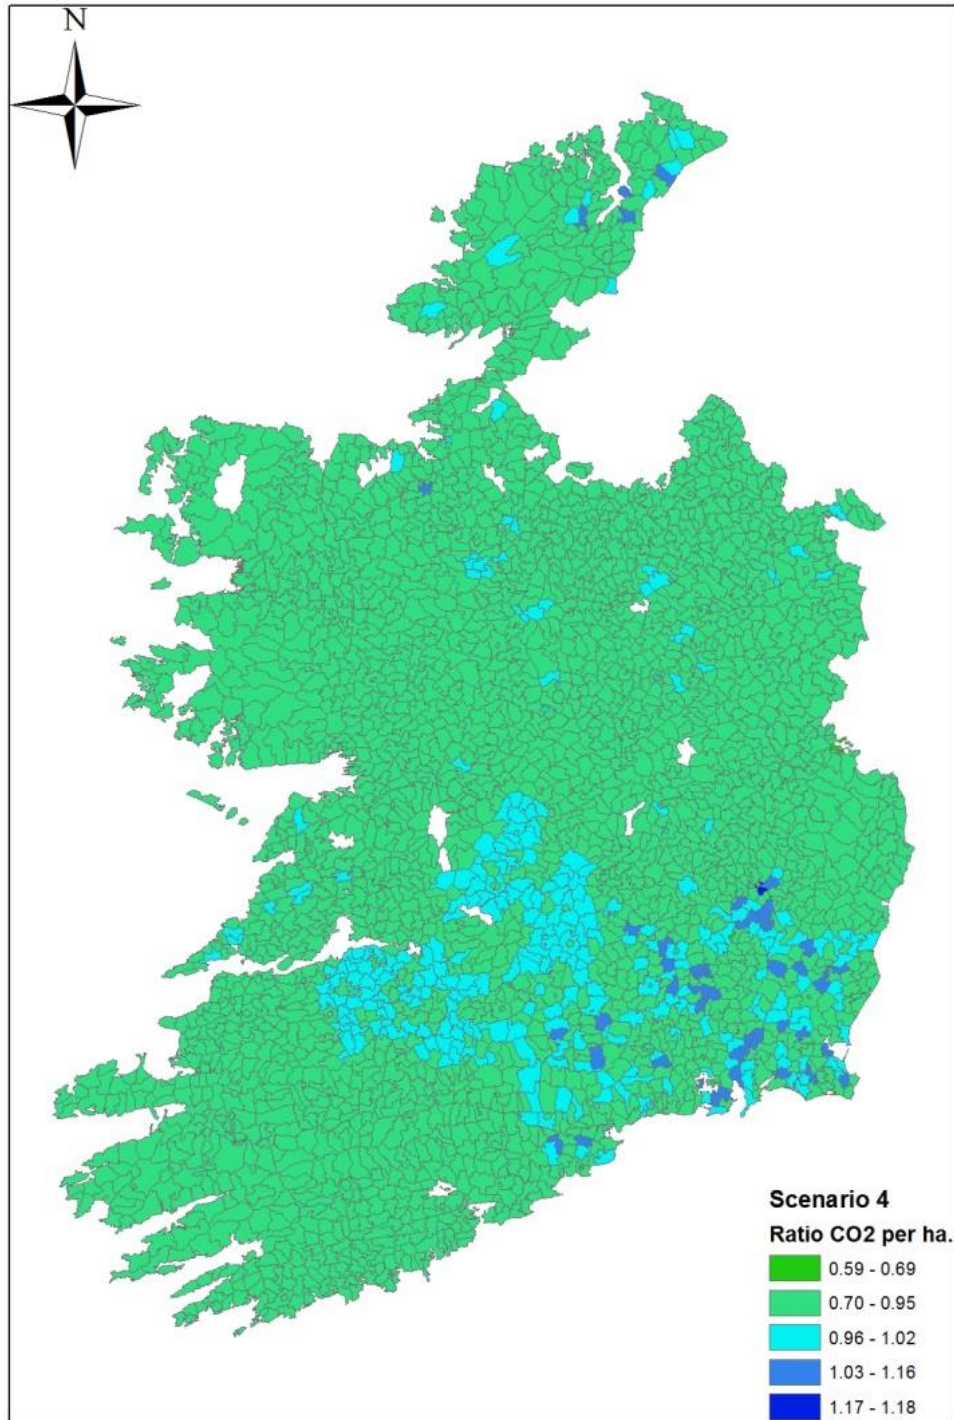 N
Scenario 4
Ratio CO2 per ha.
0.59 - 0.69
0.70 - 0.95
0.96 - 1.02
1.03 - 1.16
1.17 - 1.18